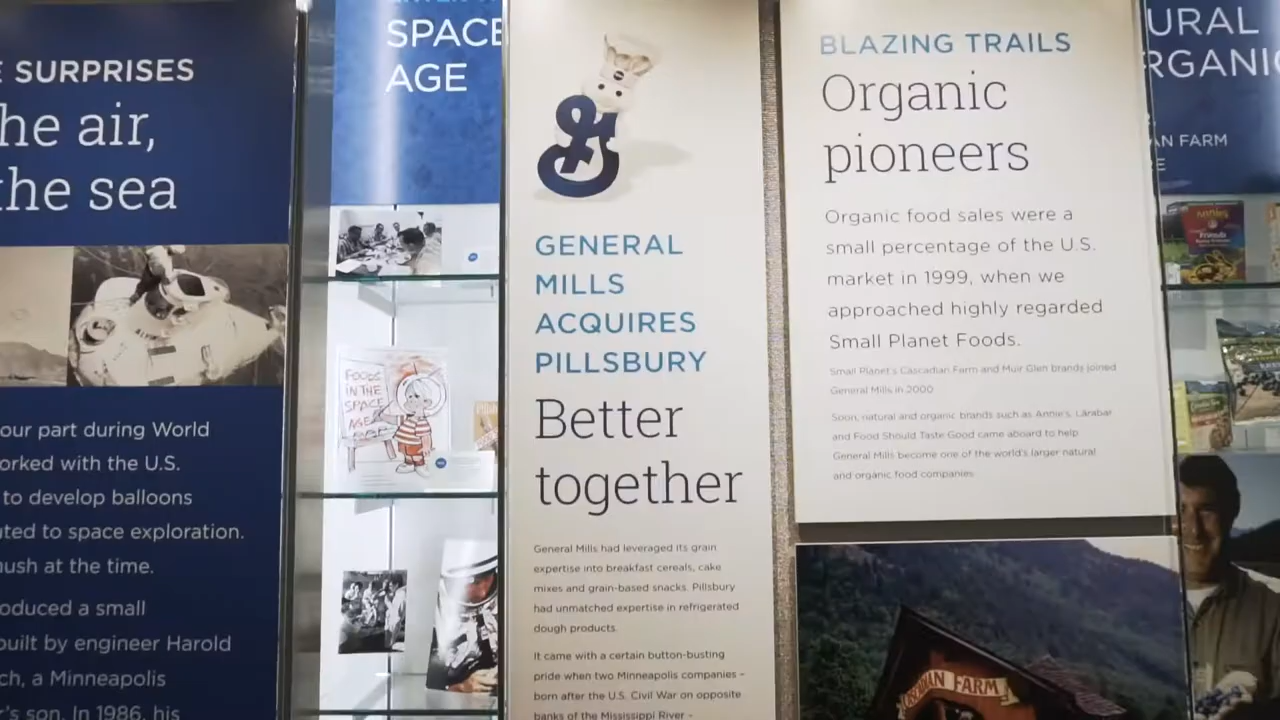 SURPRISES
he air,
the sea
our part during World
orked with the U.S.
to develop balloons
to space exploration.
at the time.
oduced a small
built by engineer Harold
ch, a Minneapolis
r's son. In 1986, his
SPACE
AGE
FOODS
IN THE
SPACE
AGE
GENERAL
MILLS
ACQUIRES
PILLSBURY
Better
together
General Mills had leveraged its grain
expertise into breakfast cereals, cake
mixes and grain-based snacks. Pillsbury
had unmatched expertise in refrigerated
dough products.
It came with a certain button-busting
pride when two Minneapolis companies –
born after the U.S. Civil War on opposite
banks of the Mississippi River –
BLAZING TRAILS
Organic
pioneers
Organic food sales were a
small percentage of the U.S.
market in 1999, when we
approached highly regarded
Small Planet Foods.
Small Planet's Cascadian Farm and Muir Glen brands joined
General Mills in 2000.
Soon, natural and organic brands such as Annie's, Lärabar
and Food Should Taste Good came aboard to help
General Mills become one of the world's larger natural
and organic food companies.
FARM
URAL
RGANIC
AN FARM
E
Annie's